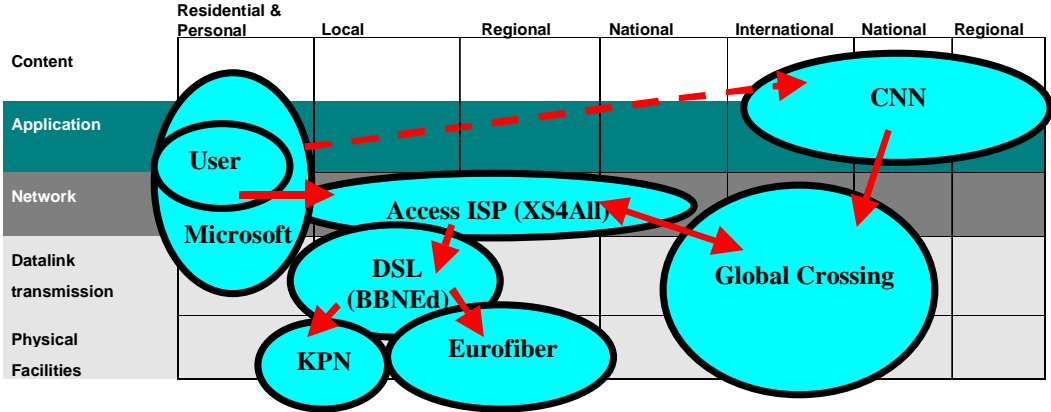 Residential &
Personal
Local
Regional
National
International
National
Regional
Content
CNN
Application
User
Network
Access ISP (XS4All)
Microsoft
Datalink
transmission
DSL
(BBNEd)
Global Crossing
Physical
Facilities
KPN
Eurofiber